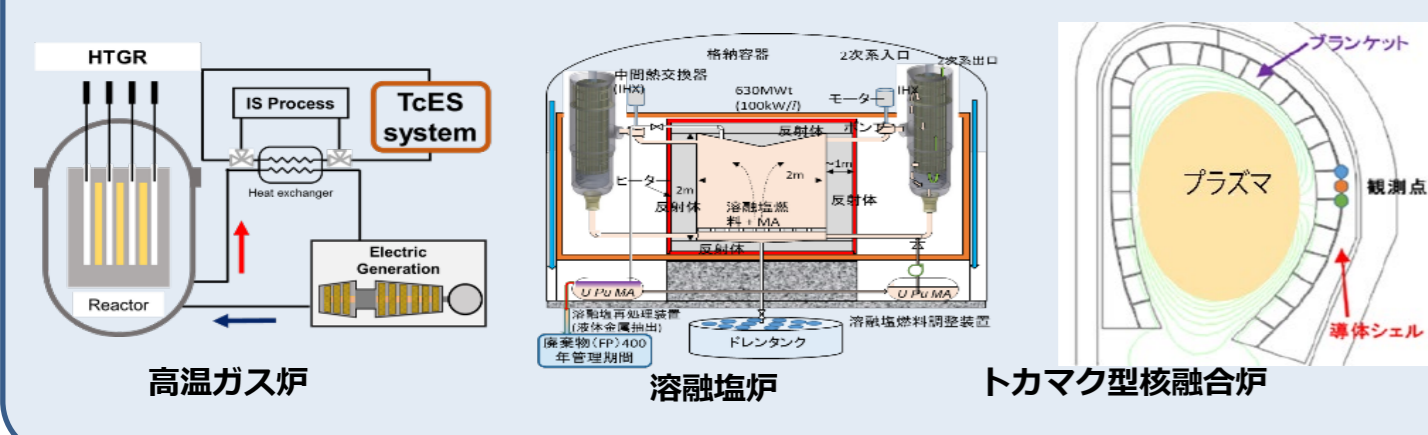 HTGR
IS Process
TcES
system
Heat exchanger
Reactor
Electric
Generation
高温ガス炉
格納容器
2次系入口
2次系出口
中間熱交換器
(IHX)
630MWt
(100kW/ℓ)
モーター
IHX
反射体
ポンプ
~1m
ヒーター
2m
2m
反射体
反射体
溶融塩燃
料+MA
反射体
U Pu MA
U Pu MA
溶融塩再処理装置
(液体金属抽出)
溶融塩燃料調整装置
廃棄物(FP)400
年管理期間
ドレンタンク
溶融塩炉
ブランケット
プラズマ
観測点
導体シェル
トカマク型核融合炉